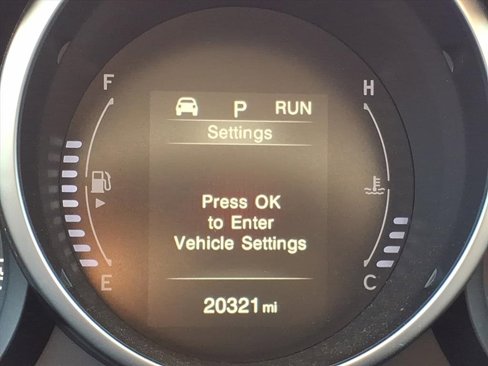 F
H
P RUN
Settings
Press OK
to Enter
Vehicle Settings
E
C
20321 mi